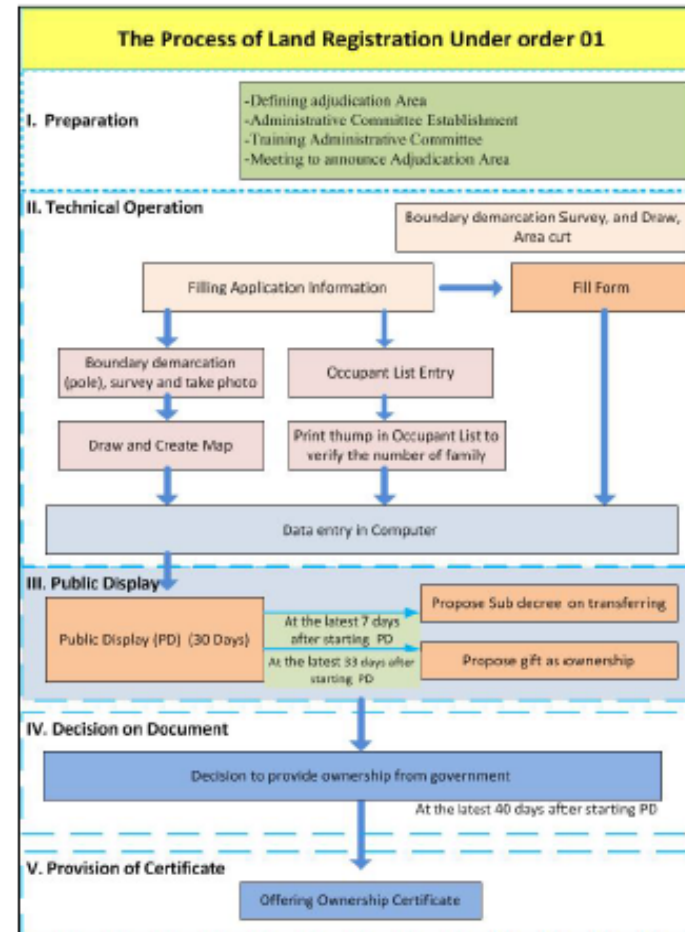 The Process of Land Registration Under order 01
I. Preparation
-Defining adjudication Area
-Administrative Committee Establishment
-Training Administrative Committee
-Meeting to announce Adjudication Area
II. Technical Operation
Boundary demarcation Survey, and Draw,
Area cut
Filling Application Information
Fill Form
Boundary demarcation
(pole), survey and take photo
Occupant List Entry
Draw and Create Map
Print thump in Occupant List to
verify the number of family
Data entry in Computer
III. Public Display
Public Display (PD) (30 Days)
At the latest 7 days
after starting PD
Propose Sub decree on transferring
At the latest 33 days after
starting PD
Propose gift as ownership
IV. Decision on Document
Decision to provide ownership from government
At the latest 40 days after starting PD
V. Provision of Certificate
Offering Ownership Certificate